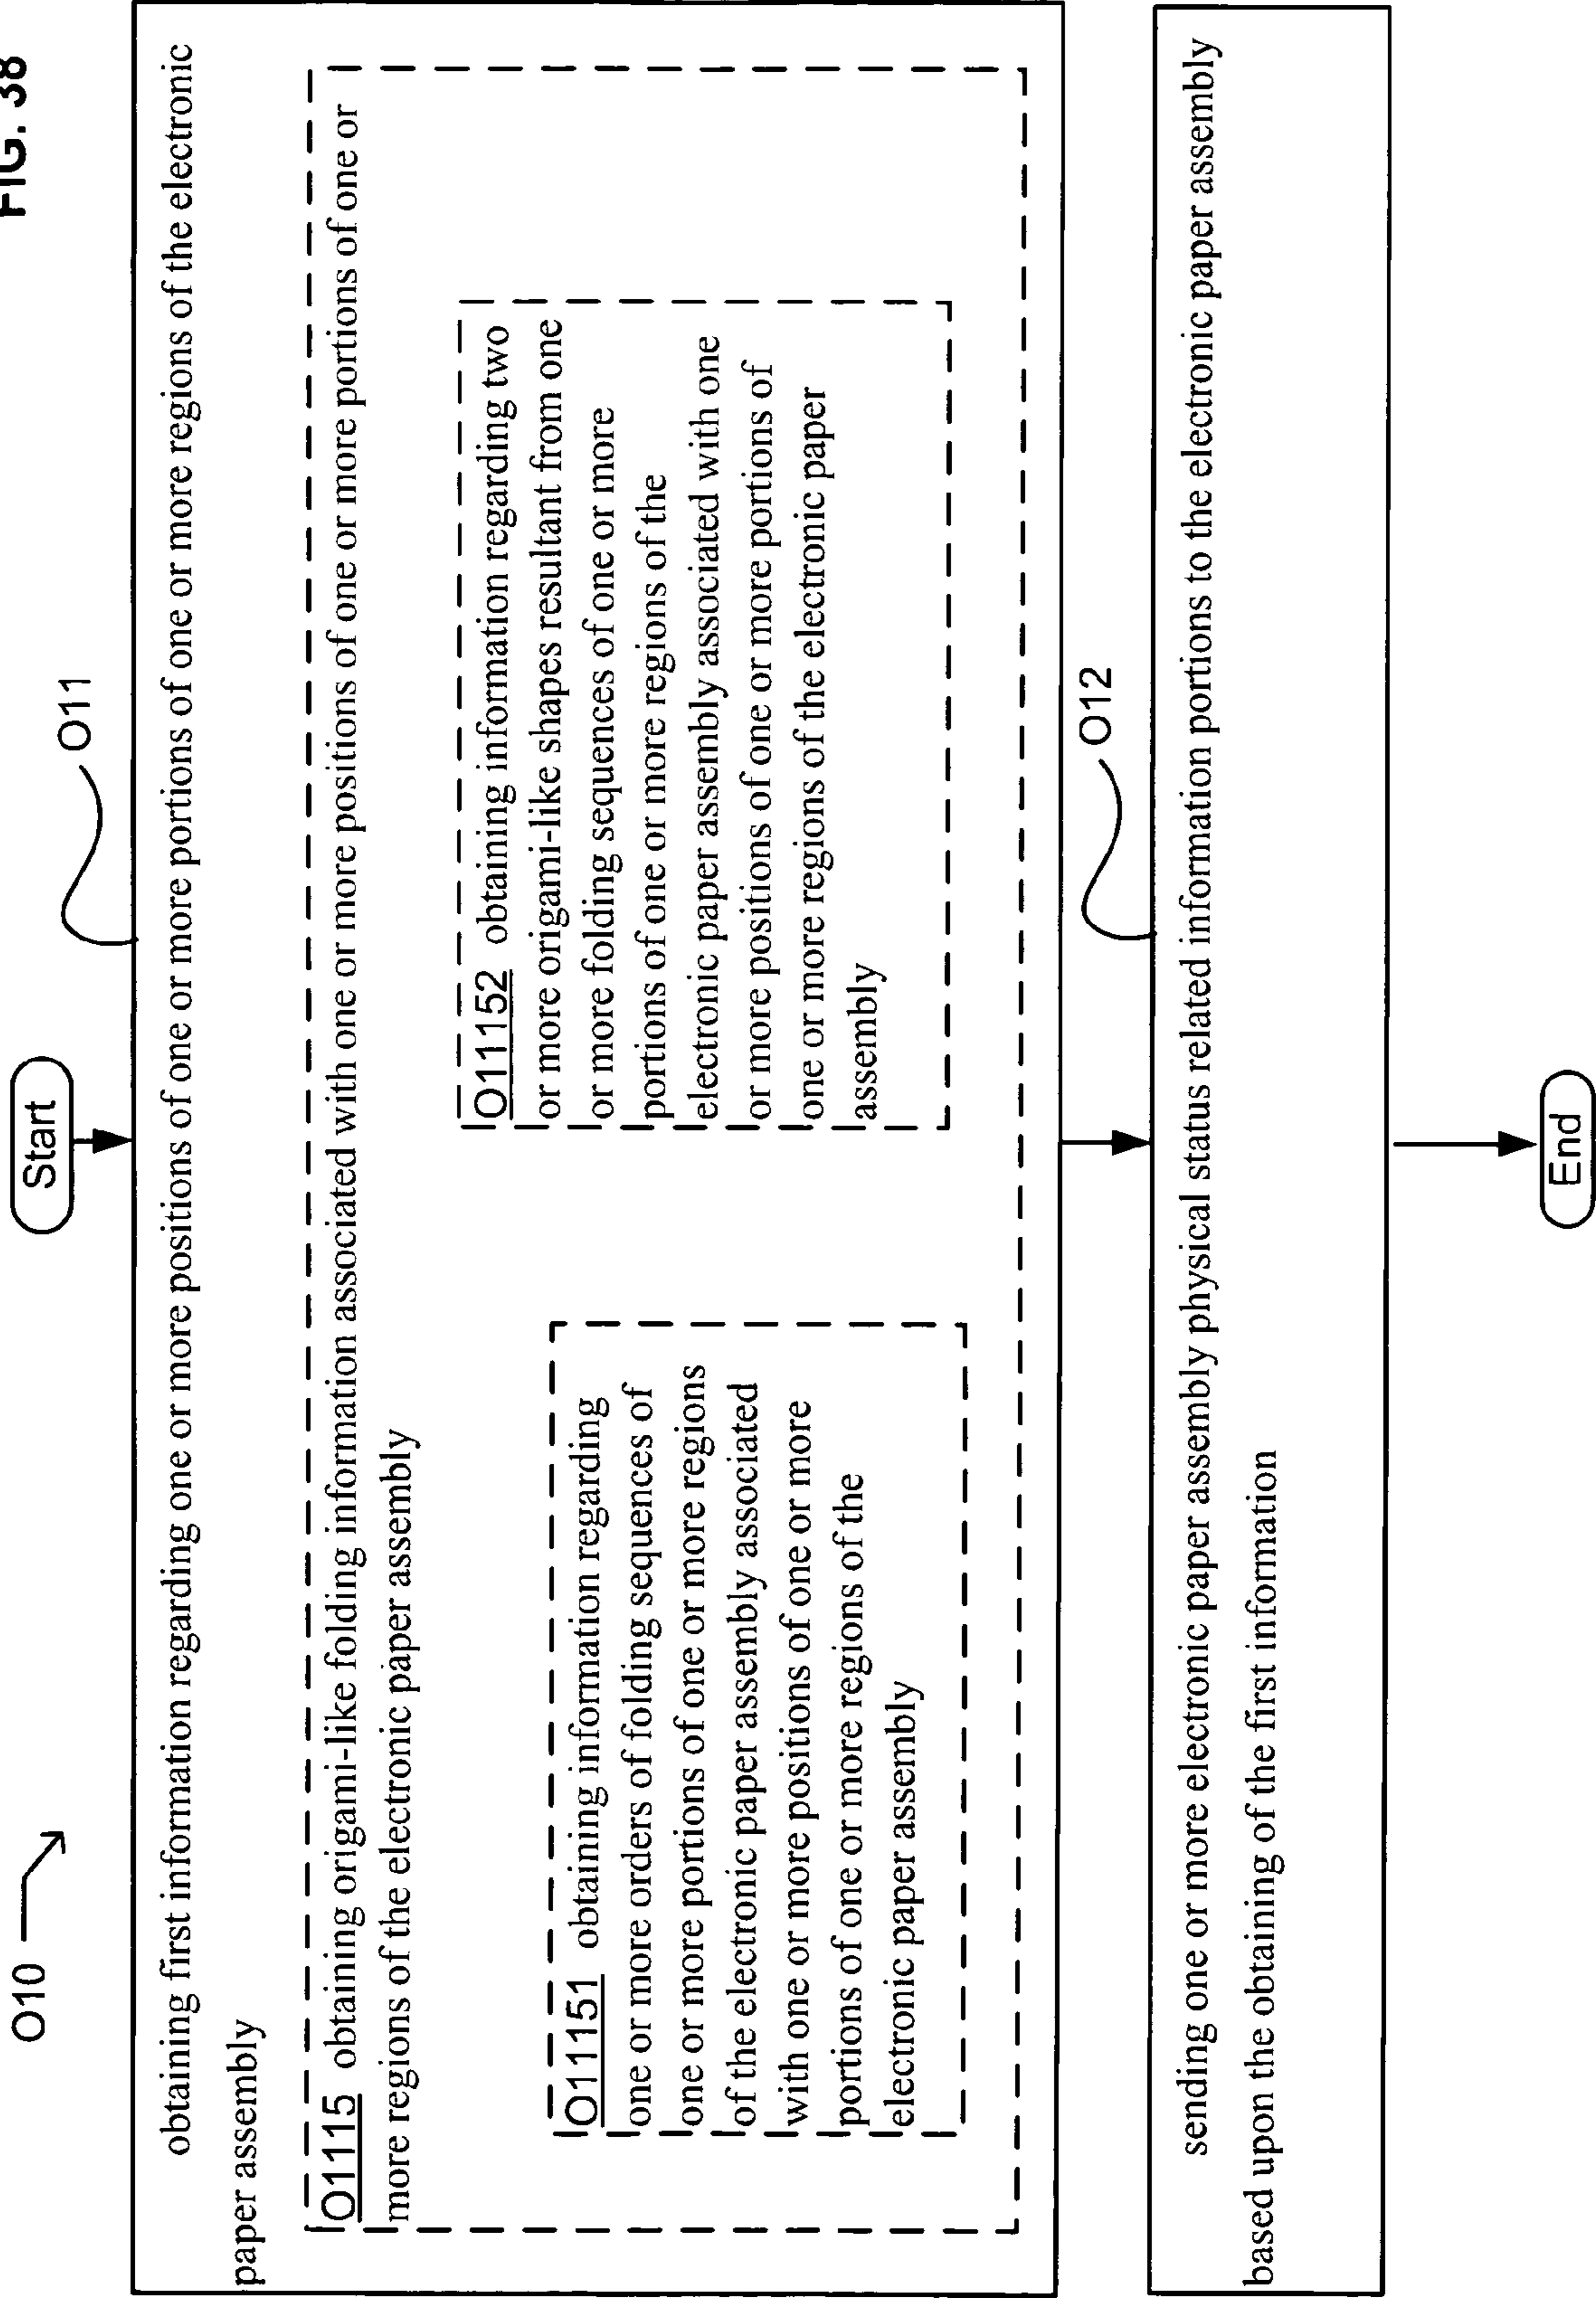 FIG. 38
O10
Start
O11
obtaining first information regarding one or more positions of one or more portions of one or more regions of the electronic
paper assembly
O1115 obtaining origami-like folding information associated with one or more positions of one or more portions of one or
more regions of the electronic paper assembly
O11151 obtaining information regarding
one or more orders of folding sequences of
one or more portions of one or more regions
of the electronic paper assembly associated
with one or more positions of one or more
portions of one or more regions of the
electronic paper assembly
O11152 obtaining information regarding two
or more origami-like shapes resultant from one
or more folding sequences of one or more
portions of one or more regions of the
electronic paper assembly associated with one
or more positions of one or more portions of
one or more regions of the electronic paper
assembly
O12
sending one or more electronic paper assembly physical status related information portions to the electronic paper assembly
based upon the obtaining of the first information
End